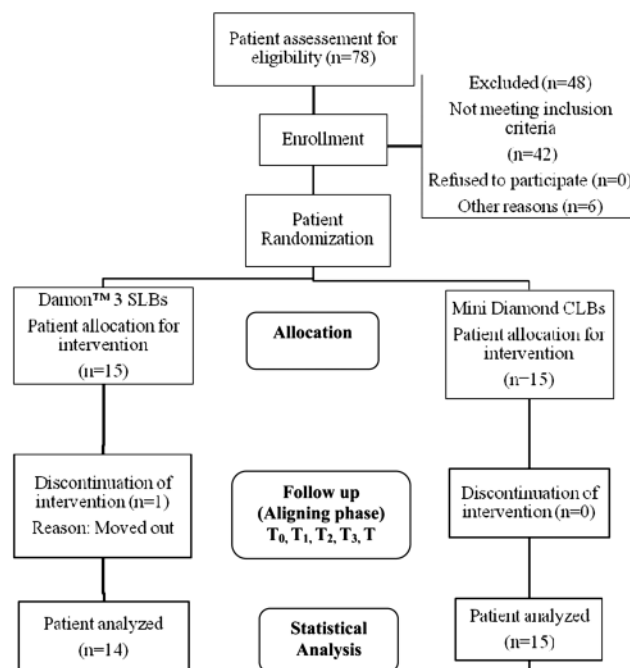 Patient assessement for
eligibility (n=78)
Excluded (n=48)
Not meeting inclusion
criteria
(n=42)
Refused to participate (n=0)
Other reasons (n=6)
Enrollment
Patient
Randomization
Damon™ 3 SLBs
Patient allocation for
intervention
(n=15)
Allocation
Mini Diamond CLBs
Patient allocation for
intervention
(n=15)
Discontinuation of
intervention (n=1)
Reason: Moved out
Follow up
(Aligning phase)
T₀, T₁, T₂, T₃, T
Discontinuation of
intervention (n=0)
Patient analyzed
(n=14)
Statistical
Analysis
Patient analyzed
(n=15)